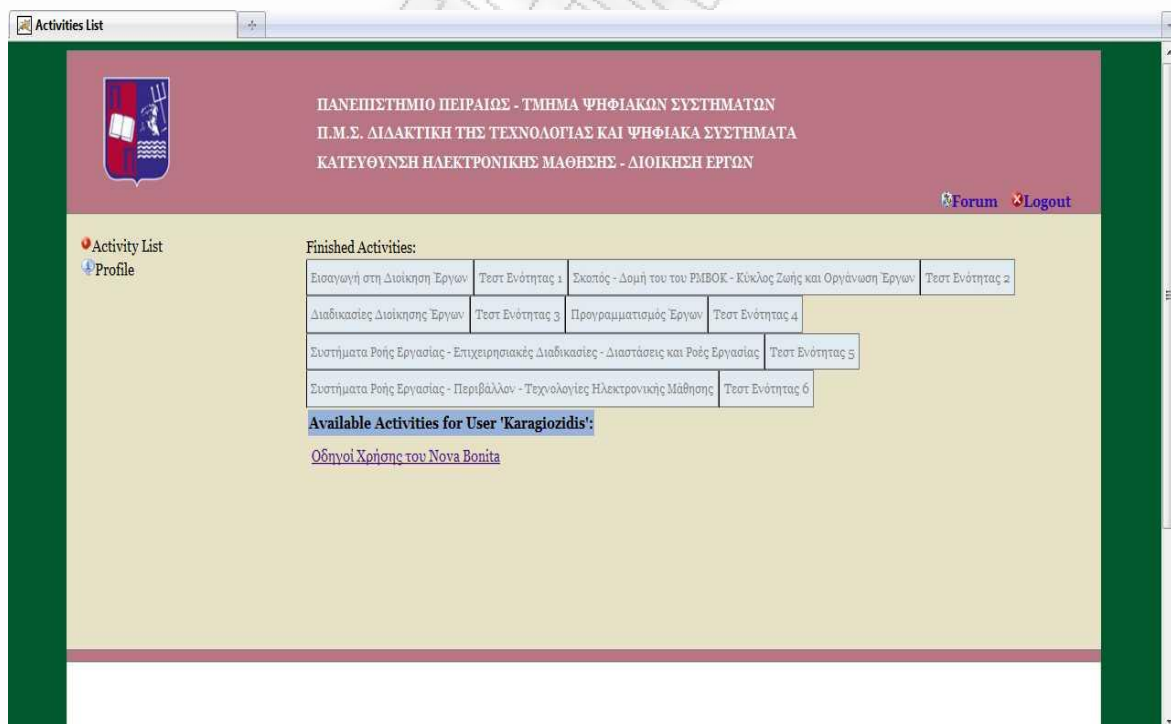 Activities List
ΠΑΝΕΠΙΣΤΗΜΙΟ ΠΕΙΡΑΙΩΣ - ΤΜΗΜΑ ΨΗΦΙΑΚΩΝ ΣΥΣΤΗΜΑΤΩΝ
Π.Μ.Σ. ΔΙΔΑΚΤΙΚΗ ΤΗΣ ΤΕΧΝΟΛΟΓΙΑΣ ΚΑΙ ΨΗΦΙΑΚΑ ΣΥΣΤΗΜΑΤΑ
ΚΑΤΕΥΘΥΝΣΗ ΗΛΕΚΤΡΟΝΙΚΗΣ ΜΑΘΗΣΗΣ - ΔΙΟΙΚΗΣΗ ΕΡΓΩΝ
Forum Logout
Activity List
Profile
Finished Activities:
Εισαγωγή στη Διοίκηση Έργων Τεστ Ενότητας 1 Σκοπός - Δομή του του PMBOK - Κύκλος Ζωής και Οργάνωση Έργων Τεστ Ενότητας 2
Διαδικασίες Διοίκησης Έργων Τεστ Ενότητας 3 Προγραμματισμός Έργων Τεστ Ενότητας 4
Συστήματα Ροής Εργασίας - Επιχειρησιακές Διαδικασίες - Διαστάσεις και Ροές Εργασίας Τεστ Ενότητας 5
Συστήματα Ροής Εργασίας - Περιβάλλον - Τεχνολογίες Ηλεκτρονικής Μάθησης Τεστ Ενότητας 6
Available Activities for User 'Karagiozidis':
Οδηγοί Χρήσης του Nova Bonita